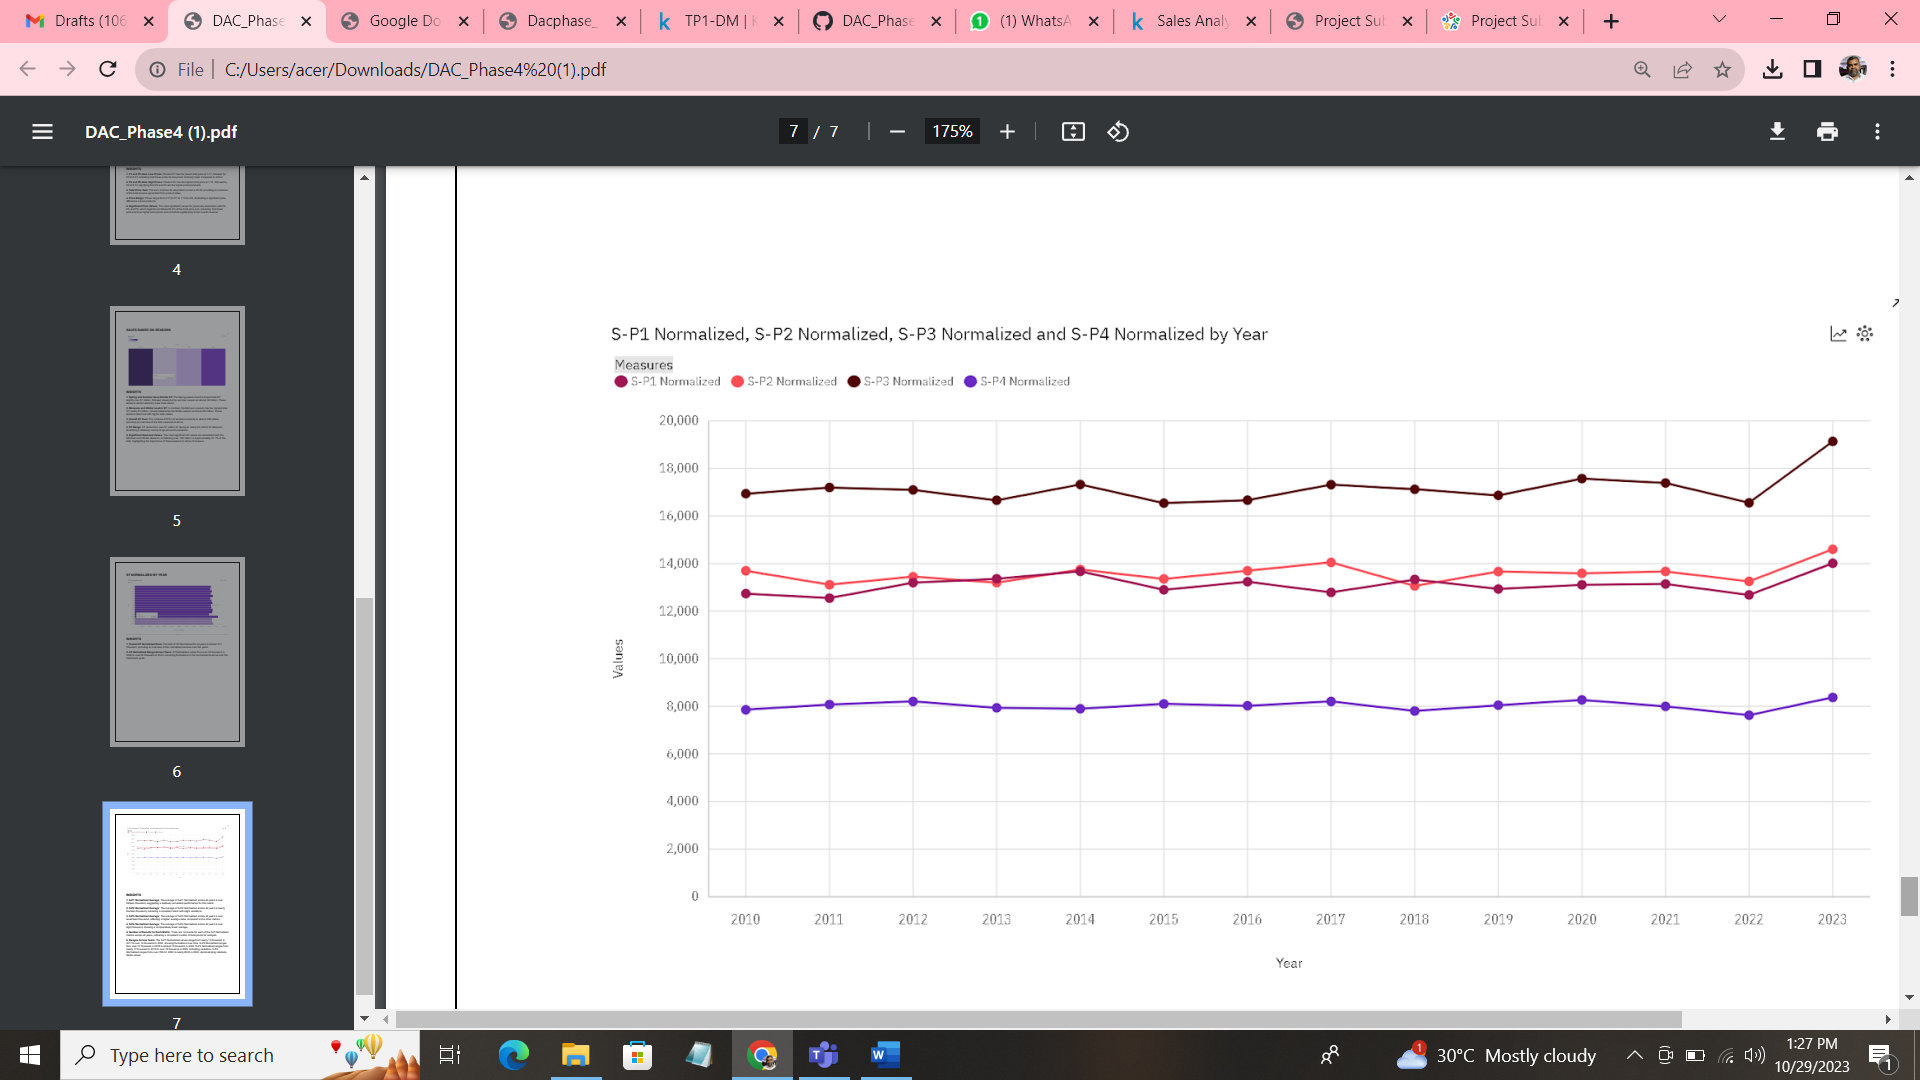 Drafts (106
DAC_Phase
Google Do
Dacphase_
TP1-DM | K
DAC_Phase
(1) WhatsA
Sales Analy
Project Sub
Project Sub
File | C:/Users/acer/Downloads/DAC_Phase4%20(1).pdf
DAC_Phase4 (1).pdf
7 / 7
175%
4
5
6
7
S-P1 Normalized, S-P2 Normalized, S-P3 Normalized and S-P4 Normalized by Year
Measures
S-P1 Normalized S-P2 Normalized S-P3 Normalized S-P4 Normalized
20,000
18,000
16,000
14,000
12,000
10,000
8,000
6,000
4,000
2,000
0
Values
2010 2011 2012 2013 2014 2015 2016 2017 2018 2019 2020 2021 2022 2023
Year
Type here to search
1
30°C Mostly cloudy
1:27 PM
10/29/2023
1